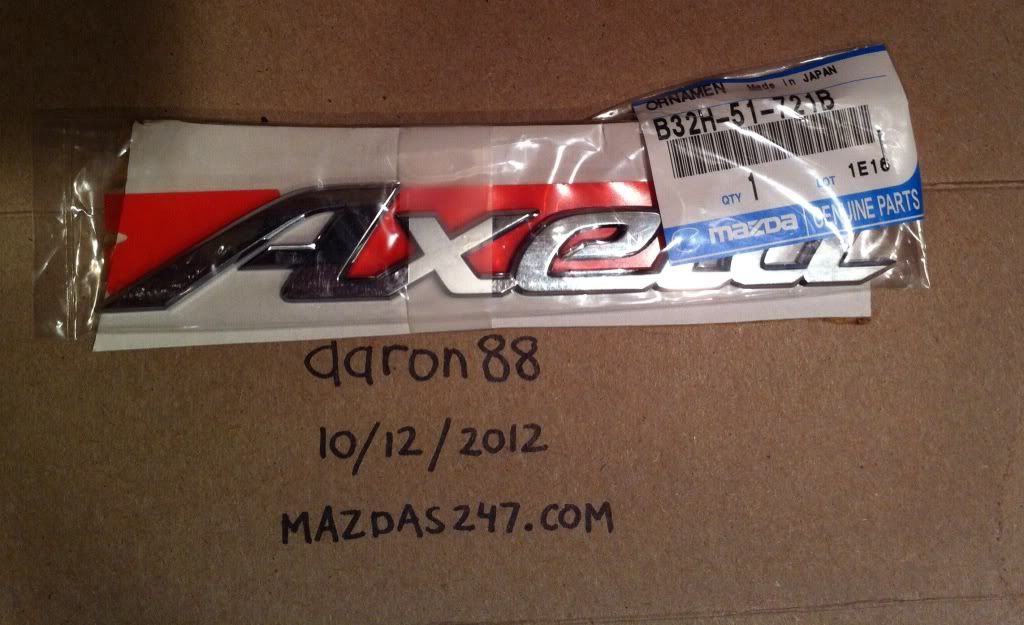 ORNAMEN Made in JAPAN
B32H-51-721B
QTY 1 LOT 1E16
mazda GENUINE PARTS
Axela
daron88
10/12/2012
MAZDAS247.COM